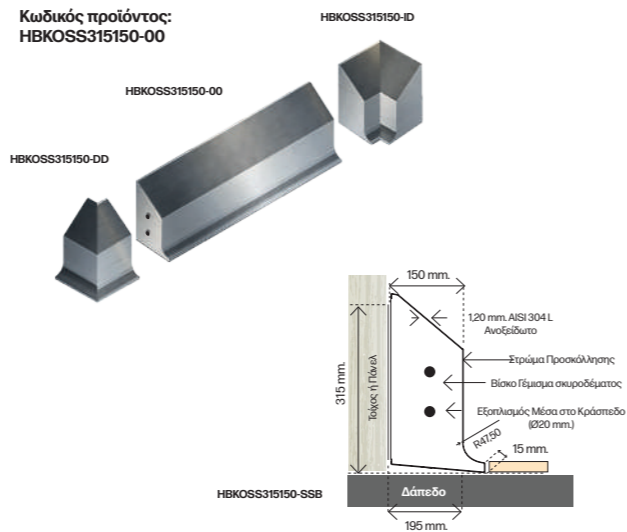 Κωδικός προϊόντος:
HBKOSS315150-00
HBKOSS315150-ID
HBKOSS315150-00
HBKOSS315150-DD
150 mm.
1,20 mm. AISI 304 L
Ανοξείδωτο
Στρώμα Προσκόλλησης
315 mm.
Τοίχος ή Πάνελ
Βίσκο Γέμισμα σκυροδέματος
Εξοπλισμός Μέσα στο Κράσπεδο
(Ø20 mm.)
R47,50
15 mm.
HBKOSS315150-SSB
Δάπεδο
195 mm.